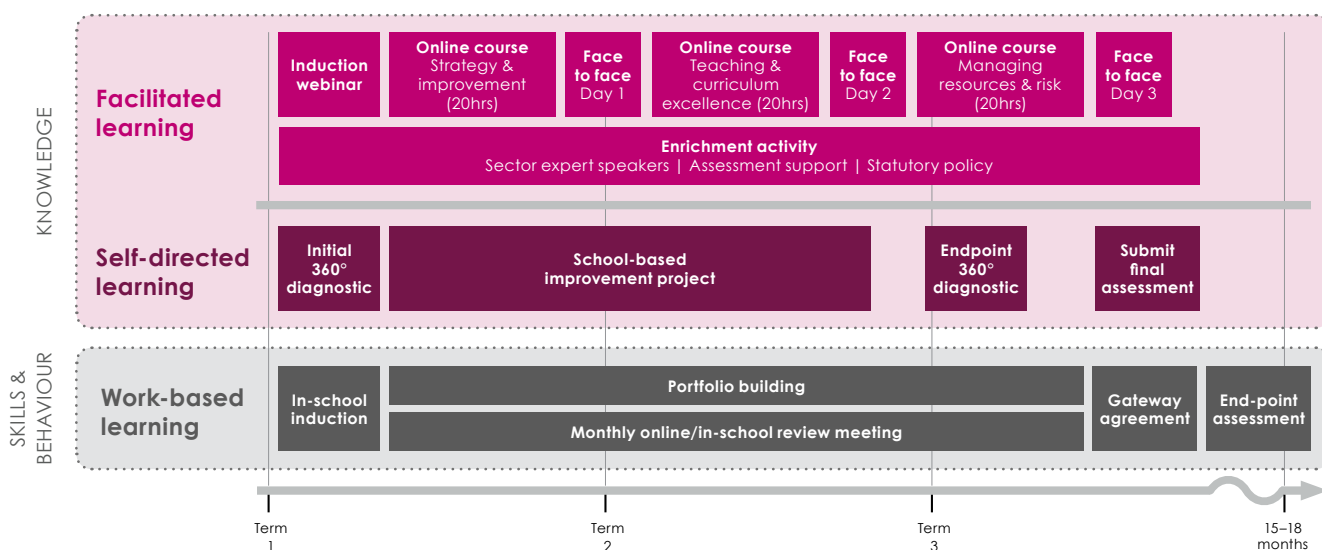 KNOWLEDGE
Facilitated
learning
Induction
webinar
Online course
Strategy &
improvement
(20hrs)
Face
to face
Day 1
Online course
Teaching &
curriculum
excellence (20hrs)
Face
to face
Day 2
Online course
Managing
resources & risk
(20hrs)
Face
to face
Day 3
Enrichment activity
Sector expert speakers | Assessment support | Statutory policy
Self-directed
learning
Initial
360°
diagnostic
School-based
improvement project
Endpoint
360°
diagnostic
Submit
final
assessment
SKILLS &
BEHAVIOUR
Work-based
learning
In-school
induction
Portfolio building
Monthly online/in-school review meeting
Gateway
agreement
End-point
assessment
Term
1
Term
2
Term
3
15–18
months